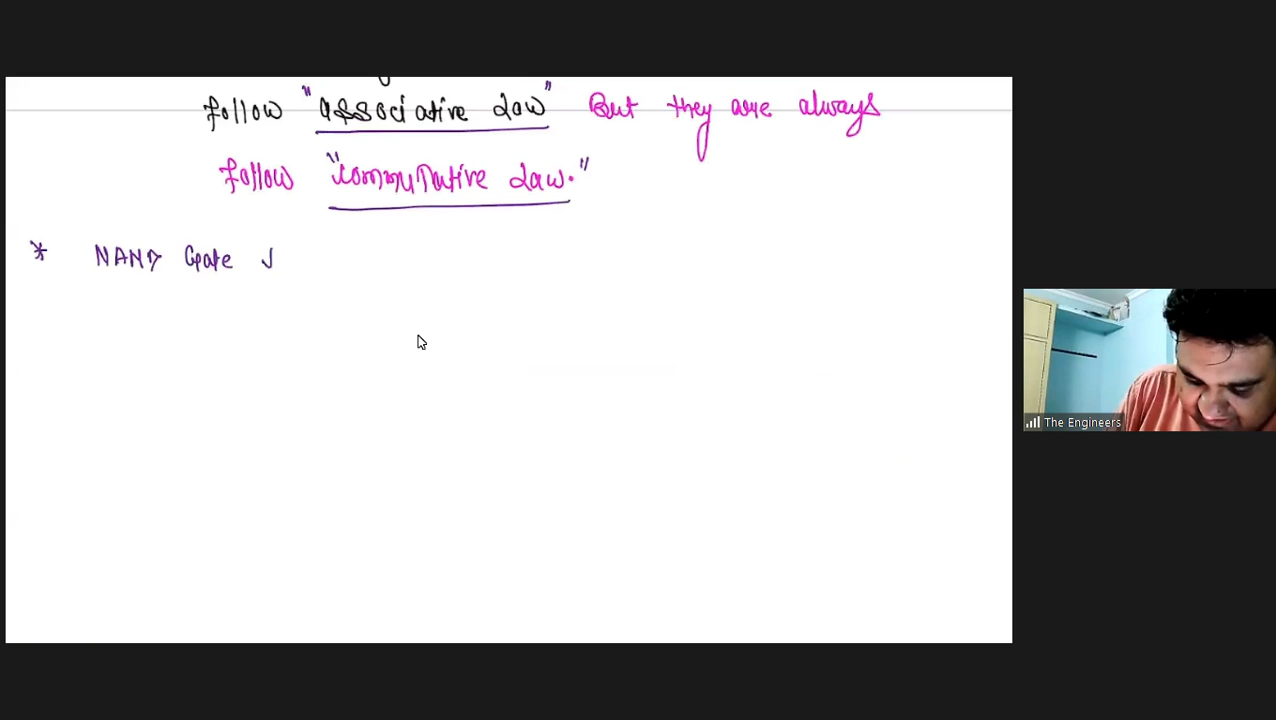 follow "associative Law" But they are always
follow "commutative Law."
* NAND Gate
The Engineers